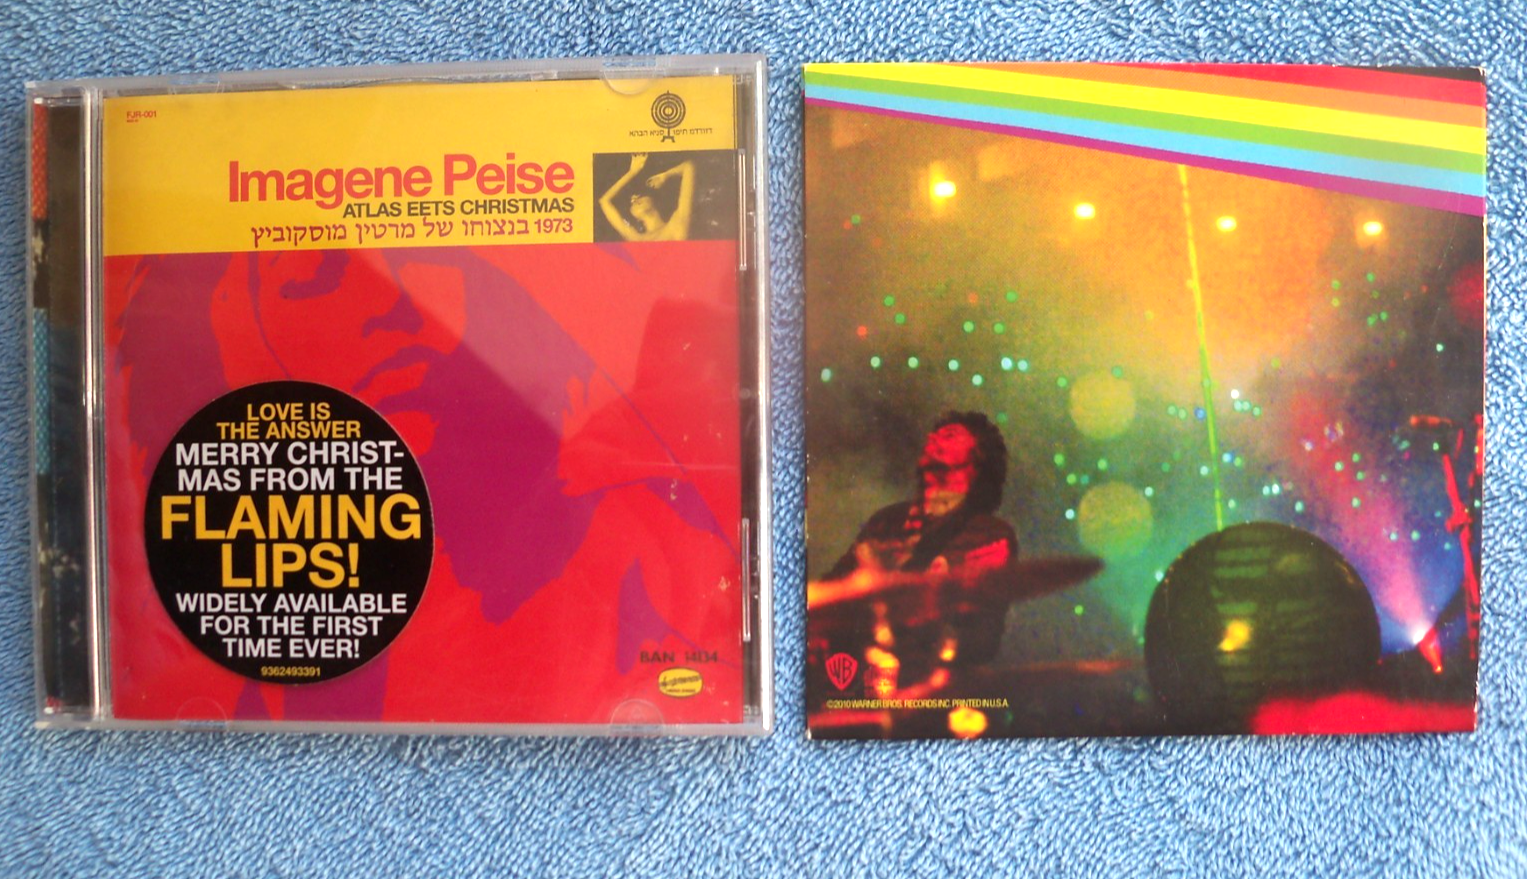 FJR-001
Imagene Peise
ATLAS EETS CHRISTMAS
בנצוחו של מרטין מוסקוביץ 1973
LOVE IS
THE ANSWER
MERRY CHRIST-
MAS FROM THE
FLAMING
LIPS!
WIDELY AVAILABLE
FOR THE FIRST
TIME EVER!
9362493391
BAN 1414
WB
©2010 WARNER BROS. RECORDS INC. PRINTED IN U.S.A.